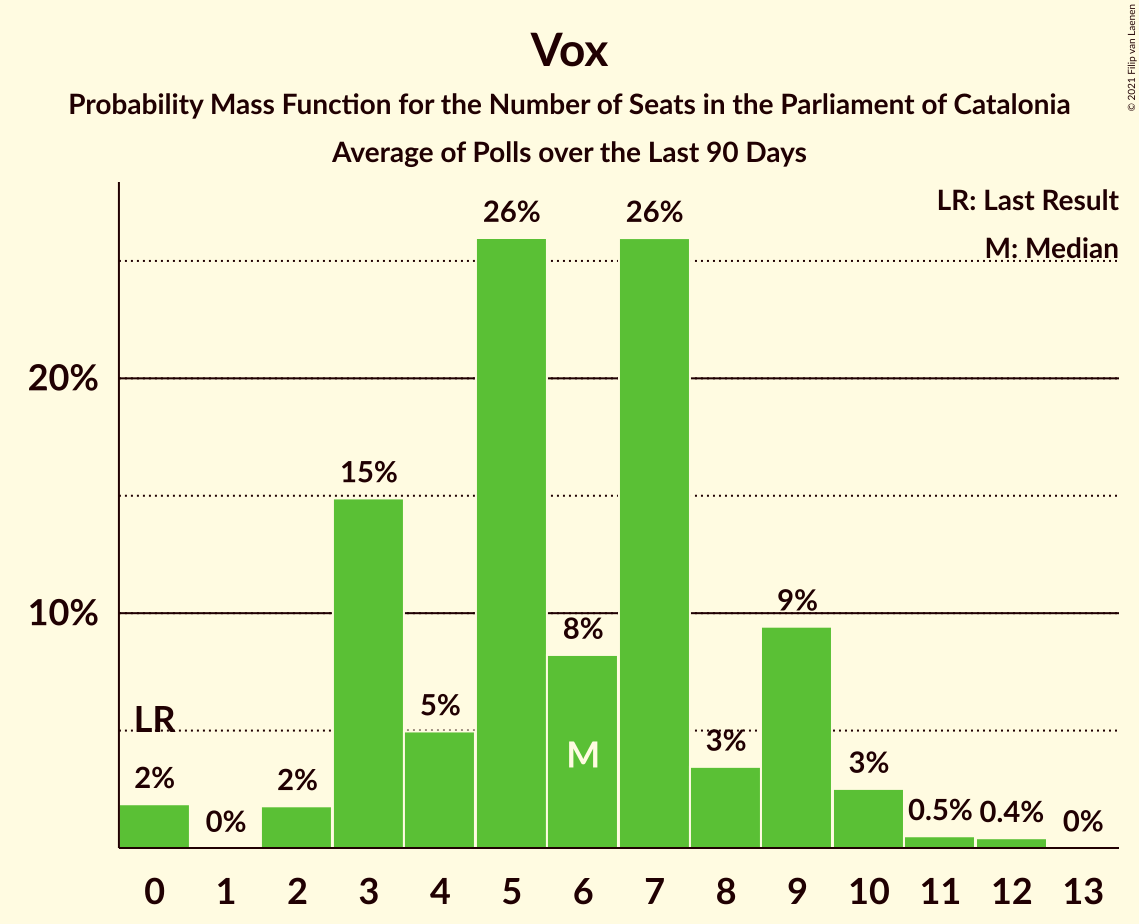 Vox
Probability Mass Function for the Number of Seats in the Parliament of Catalonia
Average of Polls over the Last 90 Days
© 2021 Filip van Laenen
LR: Last Result
M: Median
26% 26%
20%
15%
10%
9%
8%
LR
5%
M
3%
2% 2% 3%
0% 0.5% 0.4% 0%
0 1 2 3 4 5 6 7 8 9 10 11 12 13